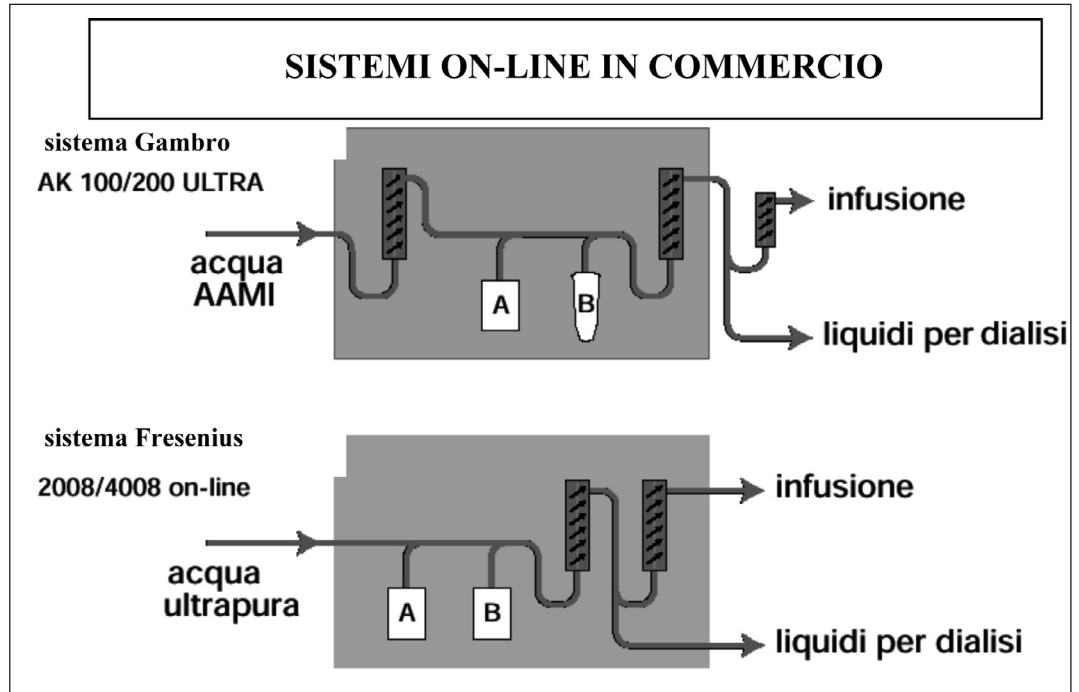 SISTEMI ON-LINE IN COMMERCIO
sistema Gambro
AK 100/200 ULTRA
acqua
AAMI
A
B
infusione
liquidi per dialisi
sistema Fresenius
2008/4008 on-line
acqua
ultrapura
A
B
infusione
liquidi per dialisi